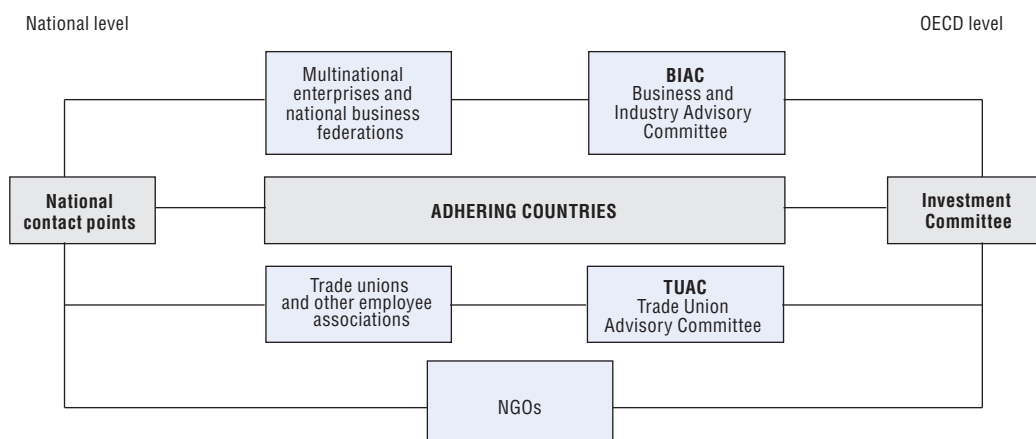 National level
OECD level
Multinational
enterprises and
national business
federations
BIAC
Business and
Industry Advisory
Committee
National
contact points
ADHERING COUNTRIES
Investment
Committee
Trade unions
and other employee
associations
TUAC
Trade Union
Advisory Committee
NGOs